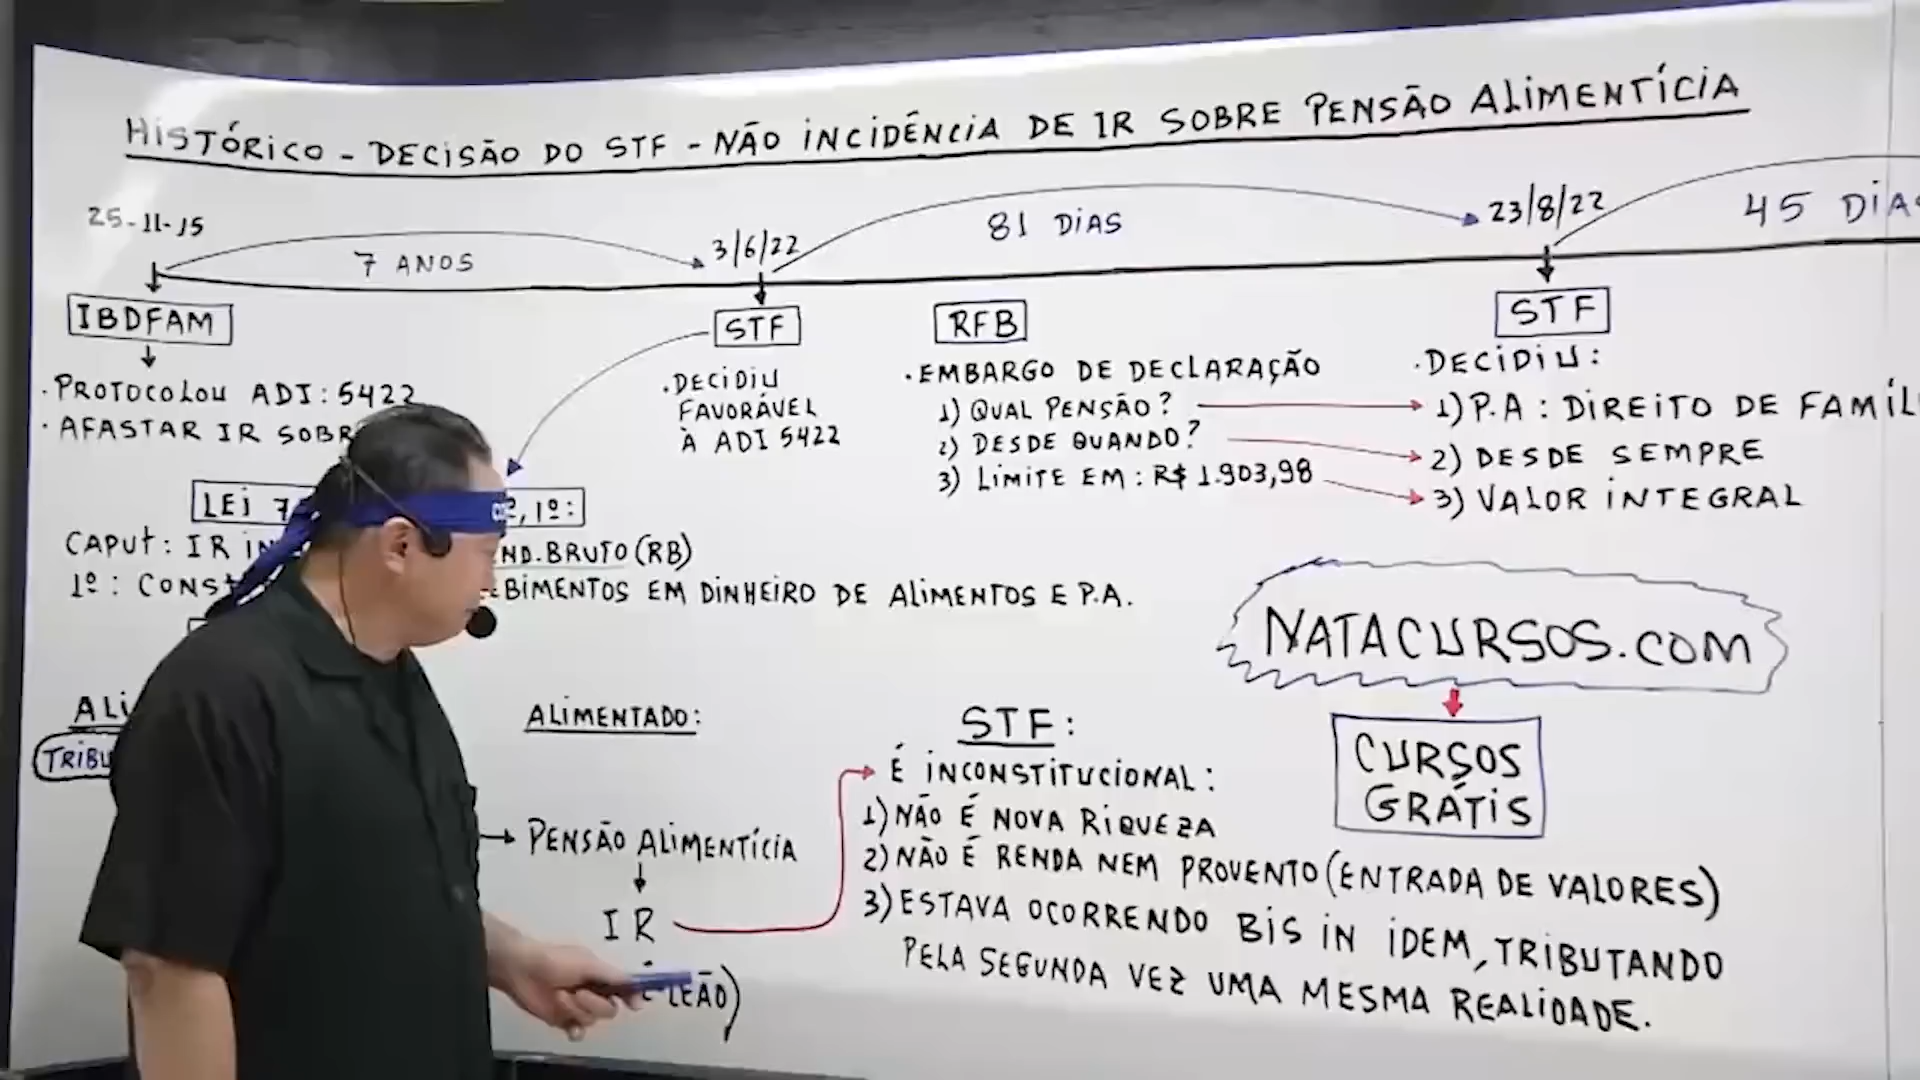 HISTÓRICO - DECISÃO DO STF - NÃO INCIDÊNCIA DE IR SOBRE PENSÃO ALIMENTÍCIA
25-11-15
7 ANOS
3/6/22
81 DIAS
23/8/22
45 DIAS
IBDFAM
· PROTOCOLOU ADI: 5422
· AFASTAR IR SOBR
STF
· DECIDIU
FAVORÁVEL
À ADI 5422
RFB
· EMBARGO DE DECLARAÇÃO
1) QUAL PENSÃO?
2) DESDE QUANDO?
3) LIMITE EM: R$ 1.903,98
STF
· DECIDIU:
1) P.A : DIREITO DE FAMÍLI
2) DESDE SEMPRE
3) VALOR INTEGRAL
LEI 7 , 1º:
CAPUT: IR IN ND. BRUTO (RB)
1º: CONST BIMENTOS EM DINHEIRO DE ALIMENTOS E P.A.
NATACURSOS.COM
CURSOS
GRÁTIS
ALI
TRIBU
ALIMENTADO:
PENSÃO ALIMENTÍCIA
IR
LEÃO)
STF:
É INCONSTITUCIONAL:
1) NÃO É NOVA RIQUEZA
2) NÃO É RENDA NEM PROVENTO (ENTRADA DE VALORES)
3) ESTAVA OCORRENDO BIS IN IDEM, TRIBUTANDO
PELA SEGUNDA VEZ UMA MESMA REALIDADE.